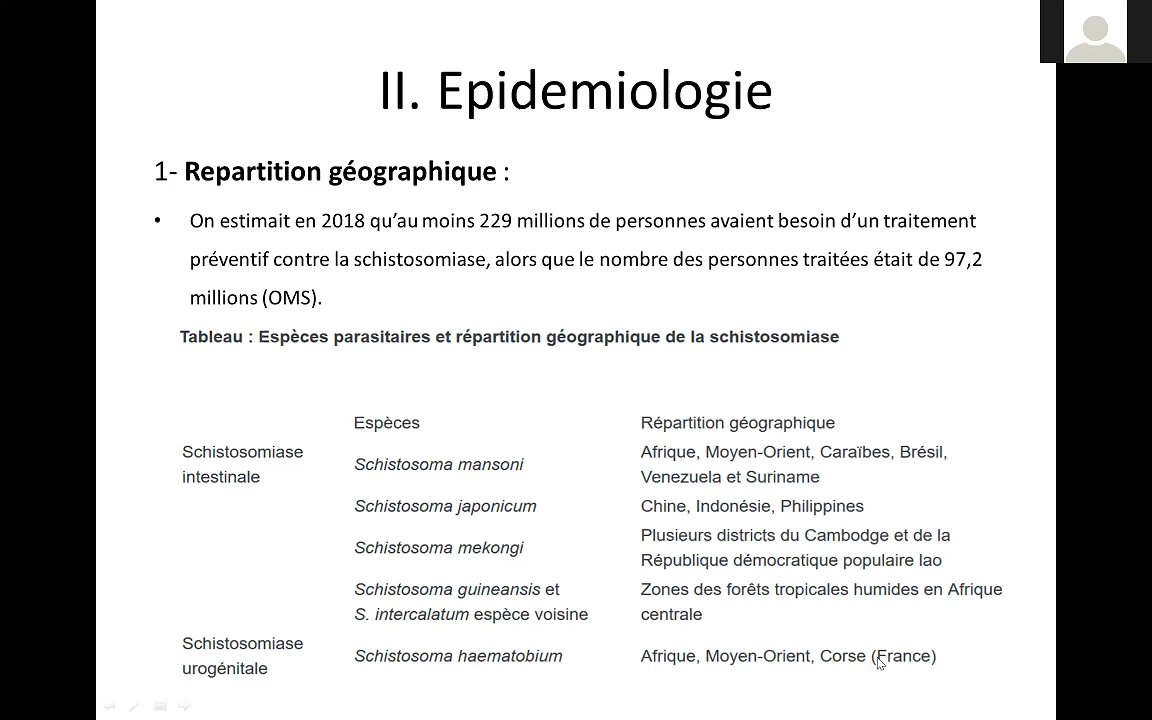 II. Epidemiologie
1- Repartition géographique :
• On estimait en 2018 qu’au moins 229 millions de personnes avaient besoin d’un traitement
préventif contre la schistosomiase, alors que le nombre des personnes traitées était de 97,2
millions (OMS).
Tableau : Espèces parasitaires et répartition géographique de la schistosomiase
Espèces Répartition géographique
Schistosomiase
intestinale
Schistosoma mansoni
Afrique, Moyen-Orient, Caraïbes, Brésil,
Venezuela et Suriname
Schistosoma japonicum
Chine, Indonésie, Philippines
Schistosoma mekongi
Plusieurs districts du Cambodge et de la
République démocratique populaire lao
Schistosoma guineansis et
S. intercalatum espèce voisine
Zones des forêts tropicales humides en Afrique
centrale
Schistosomiase
urogénitale
Schistosoma haematobium
Afrique, Moyen-Orient, Corse (France)